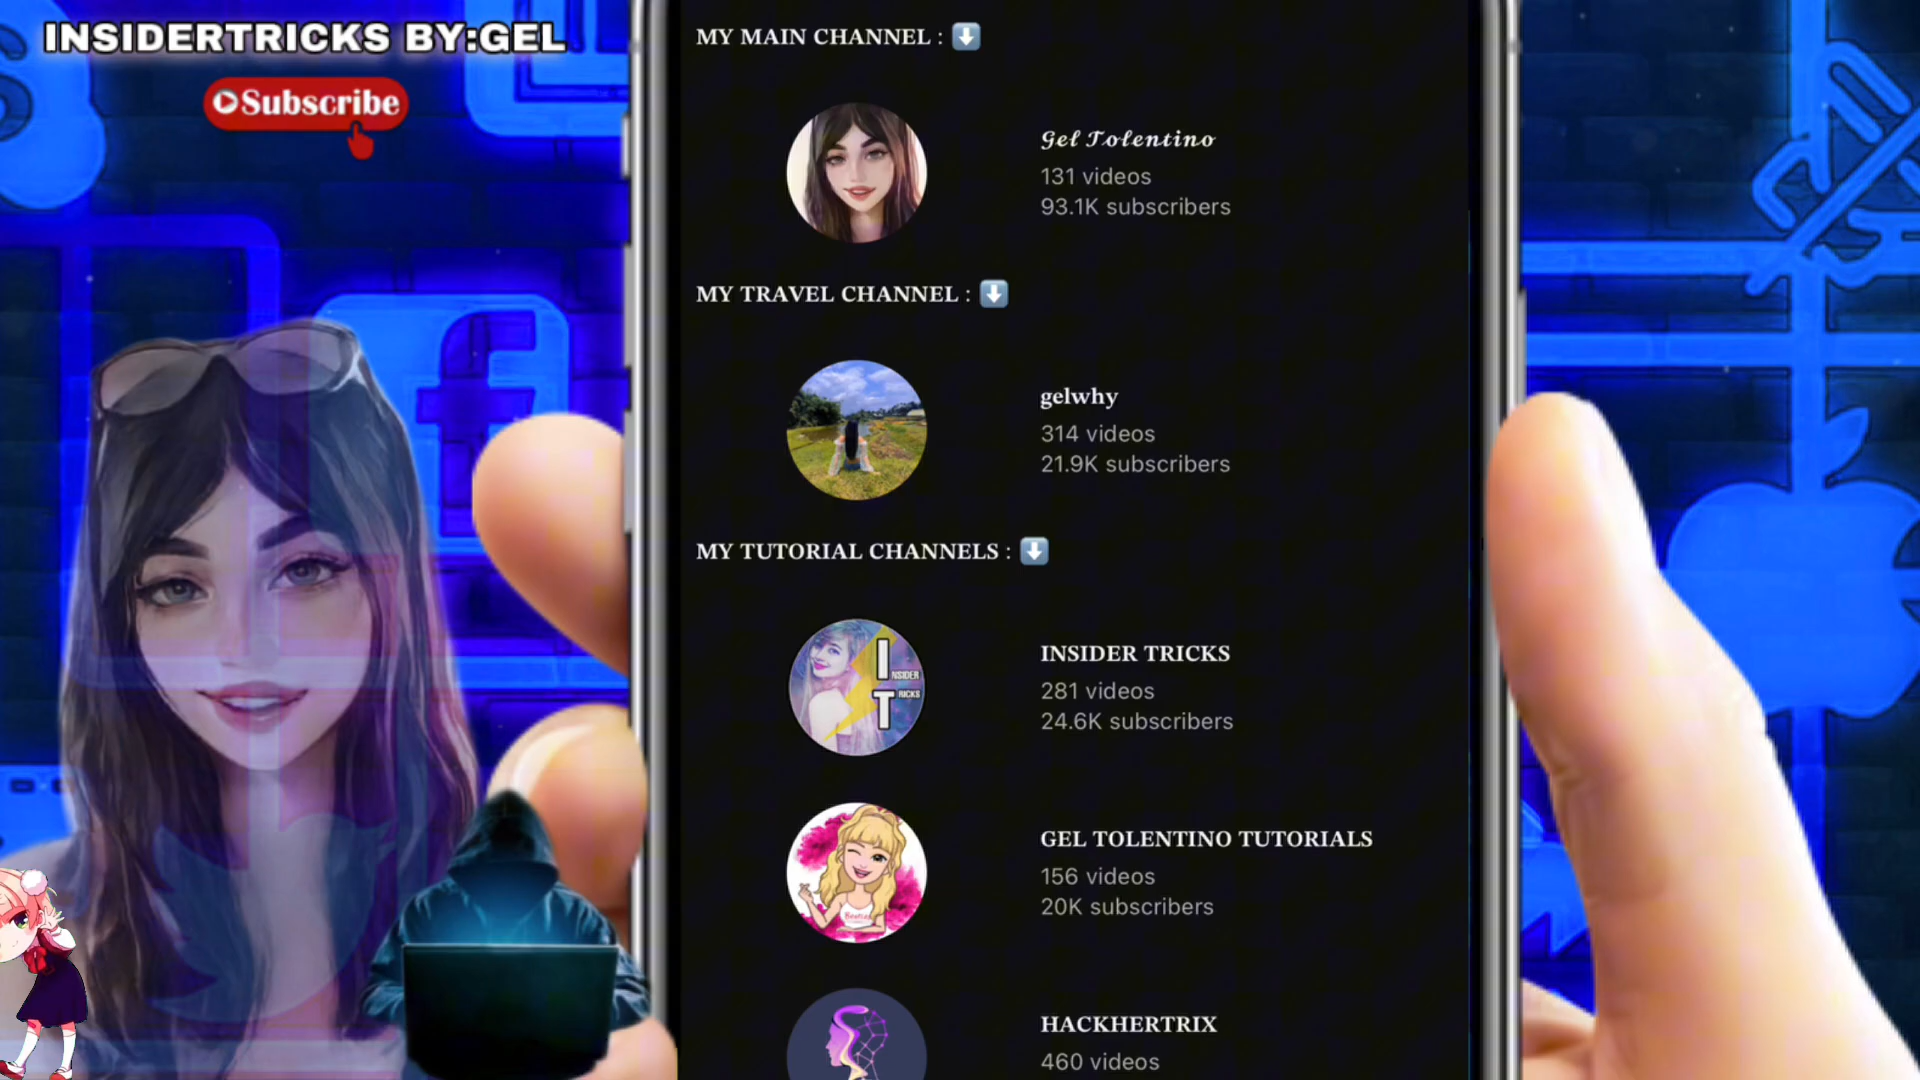 INSIDERTRICKS BY:GEL
Subscribe
MY MAIN CHANNEL : ⬇️
Gel Tolentino
131 videos
93.1K subscribers
MY TRAVEL CHANNEL : ⬇️
gelwhy
314 videos
21.9K subscribers
MY TUTORIAL CHANNELS : ⬇️
I
NSIDER
T
RICKS
INSIDER TRICKS
281 videos
24.6K subscribers
GEL TOLENTINO TUTORIALS
156 videos
20K subscribers
HACKHERTRIX
460 videos